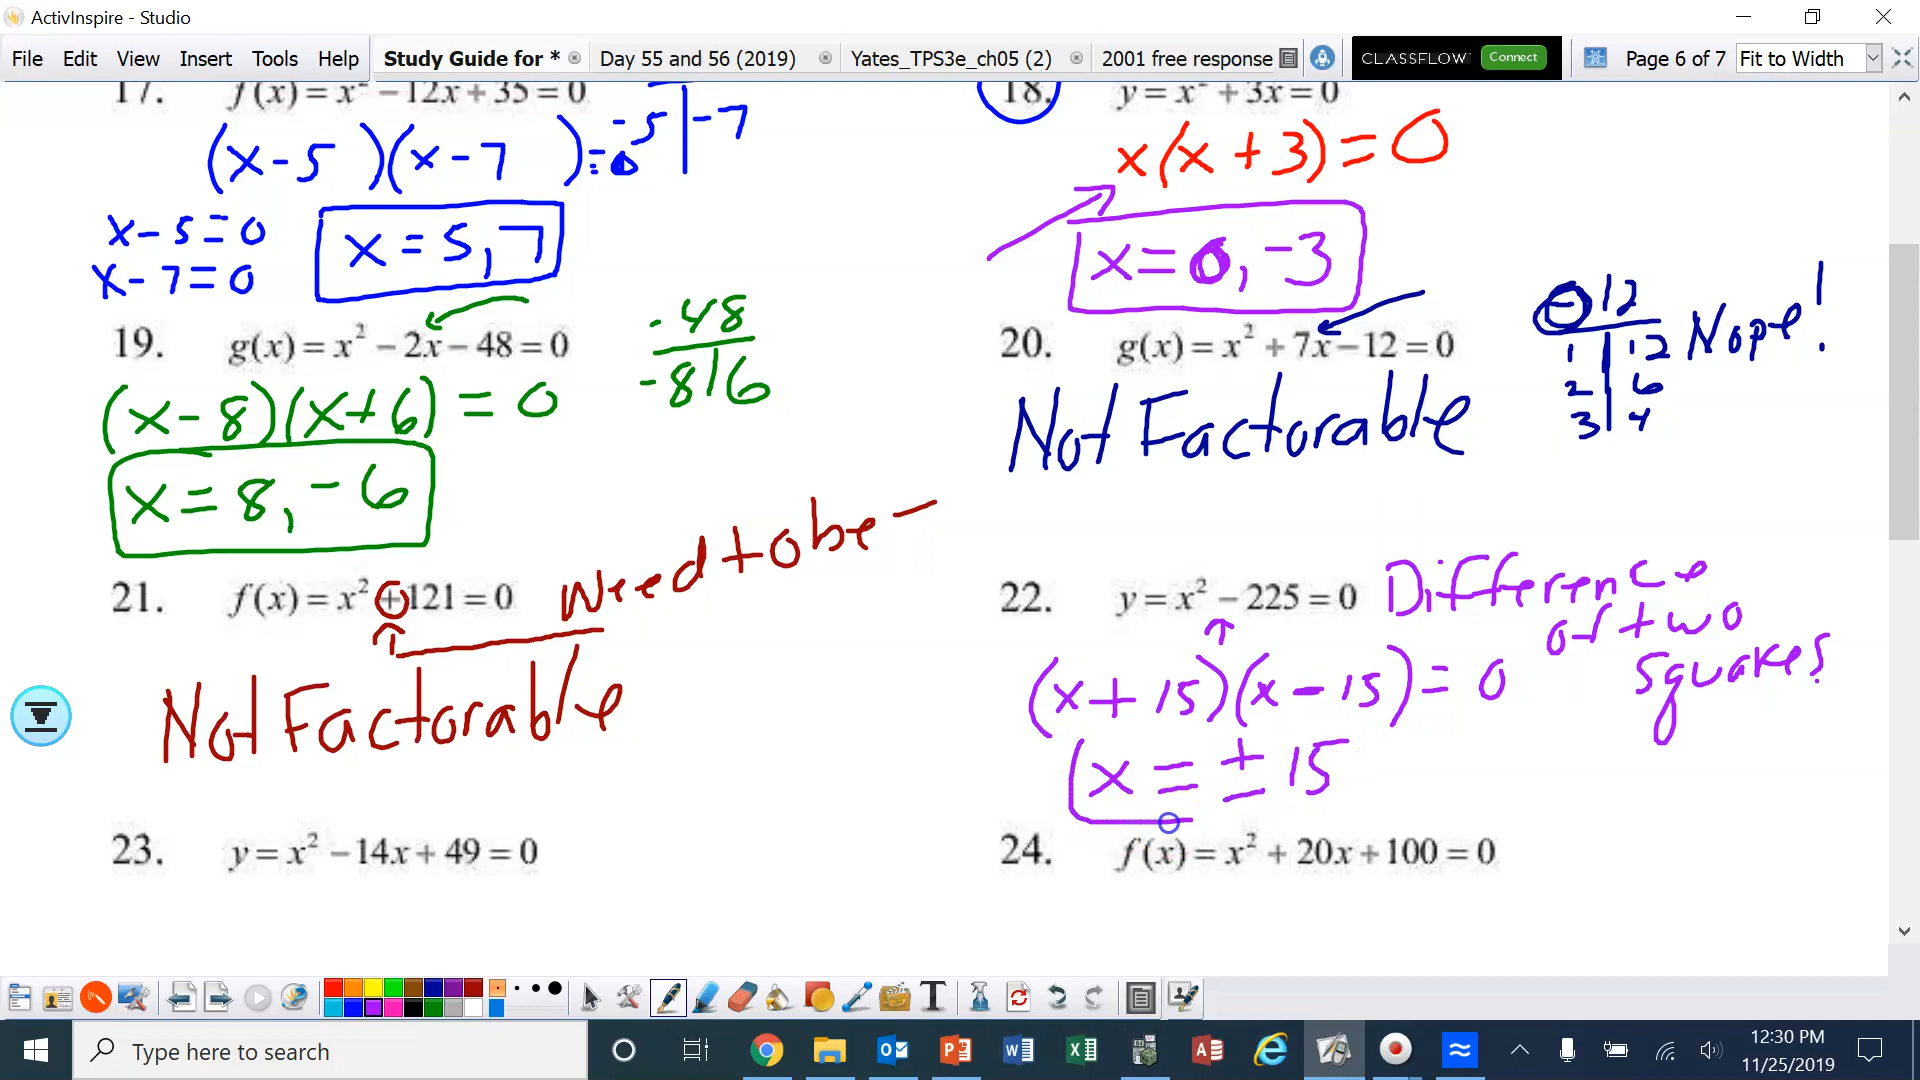 ActivInspire - Studio
File Edit View Insert Tools Help Study Guide for * Day 55 and 56 (2019) Yates_TPS3e_ch05 (2) 2001 free response CLASSFLOW Connect Page 6 of 7 Fit to Width
17. f(x) = x² - 12x + 35 = 0
-5 | -7
(x - 5 )(x - 7 ) = 0
x - 5 = 0
x - 7 = 0
x = 5, 7
18. y = x² + 3x = 0
x(x + 3) = 0
x = 0, -3
19. g(x) = x² - 2x - 48 = 0
-48
-8 | 6
(x - 8)(x + 6) = 0
x = 8, -6
20. g(x) = x² + 7x - 12 = 0
- 12
1 | 12 Nope!
2 | 6
3 | 4
Not Factorable
21. f(x) = x² + 121 = 0
Need to be -
Not Factorable
22. y = x² - 225 = 0
Difference
of two
squares
(x + 15)(x - 15) = 0
x = ± 15
23. y = x² - 14x + 49 = 0
24. f(x) = x² + 20x + 100 = 0
Type here to search
12:30 PM
11/25/2019